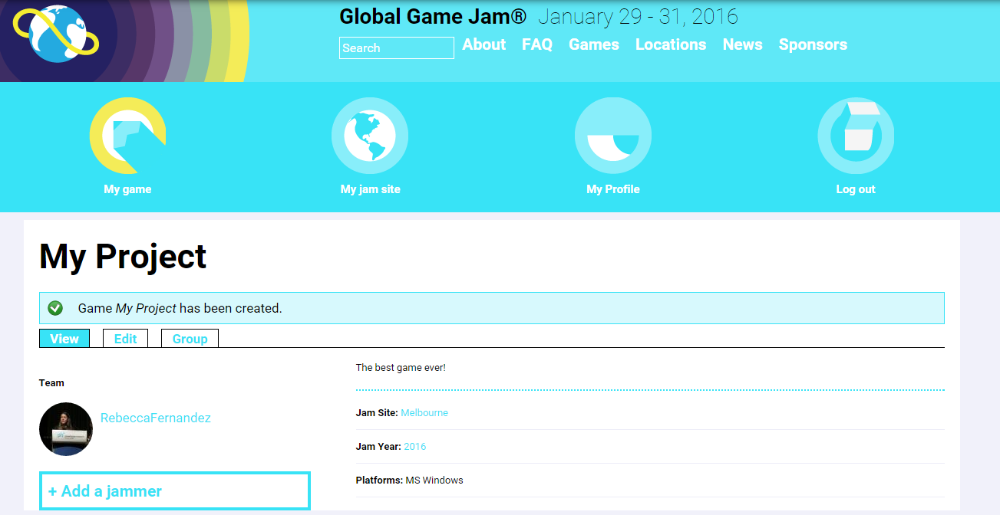 Global Game Jam® January 29 - 31, 2016
Search About FAQ Games Locations News Sponsors
My game My jam site My Profile Log out
My Project
Game My Project has been created.
View Edit Group
The best game ever!
Team
RebeccaFernandez
Jam Site: Melbourne
Jam Year: 2016
Platforms: MS Windows
+ Add a jammer